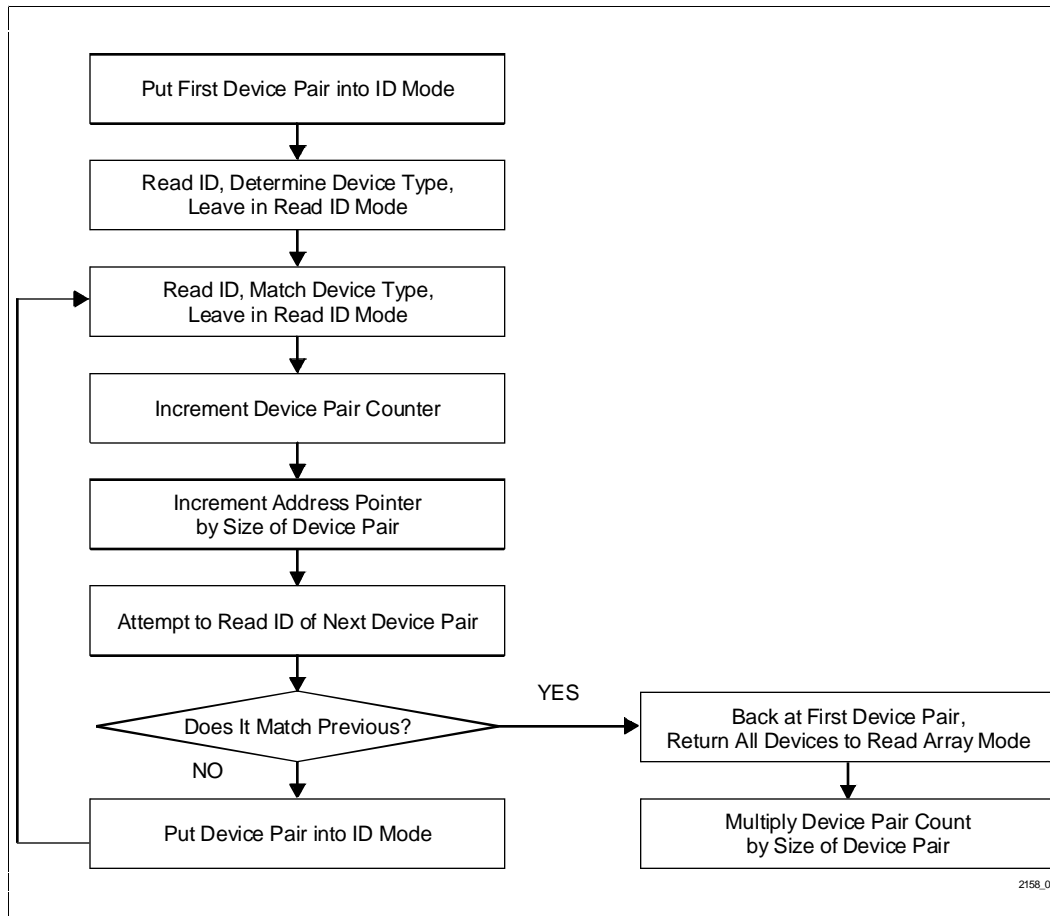 Put First Device Pair into ID Mode
Read ID, Determine Device Type,
Leave in Read ID Mode
Read ID, Match Device Type,
Leave in Read ID Mode
Increment Device Pair Counter
Increment Address Pointer
by Size of Device Pair
Attempt to Read ID of Next Device Pair
Does It Match Previous?
YES
NO
Back at First Device Pair,
Return All Devices to Read Array Mode
Put Device Pair into ID Mode
Multiply Device Pair Count
by Size of Device Pair
2158_0